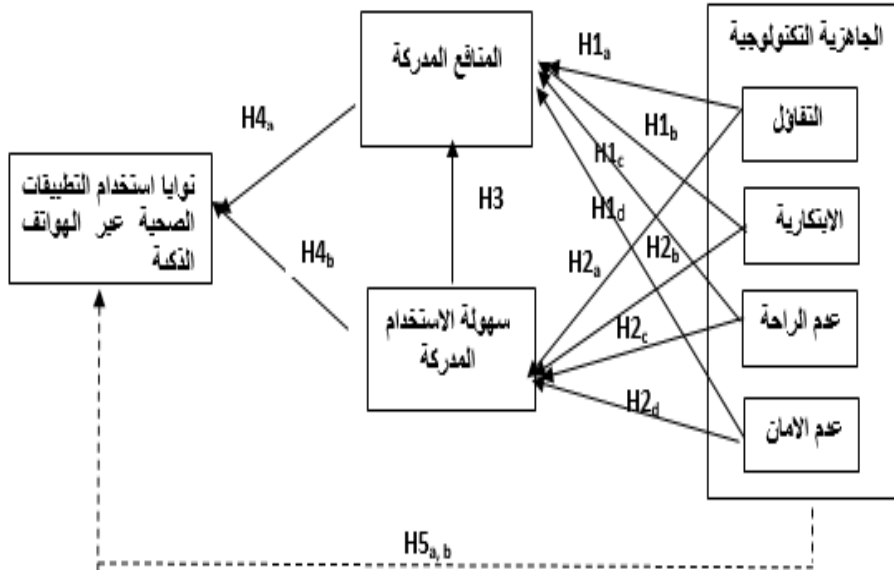 الجاهزية التكنولوجية
التفاؤل
الابتكارية
عدم الراحة
عدم الامان
المنافع المدركة
سهولة الاستخدام
المدركة
نوايا استخدام التطبيقات
الصحية عبر الهواتف
الذكية
H1a
H1b
H1c
H1d
H2a
H2b
H2c
H2d
H3
H4a
H4b
H5a, b